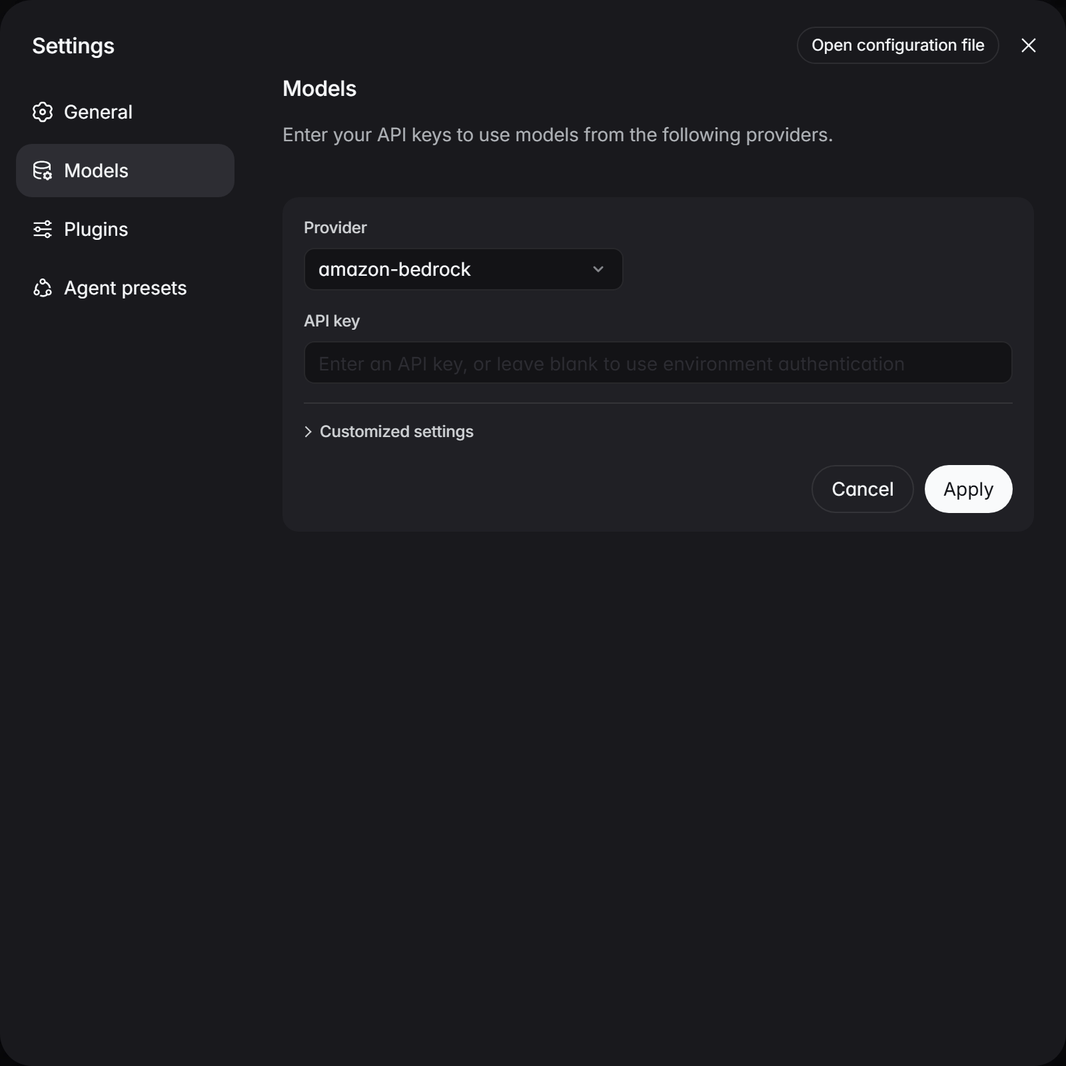 Settings
Open configuration file
General
Models
Plugins
Agent presets
Models
Enter your API keys to use models from the following providers.
Provider
amazon-bedrock
API key
Enter an API key, or leave blank to use environment authentication
Customized settings
Cancel
Apply